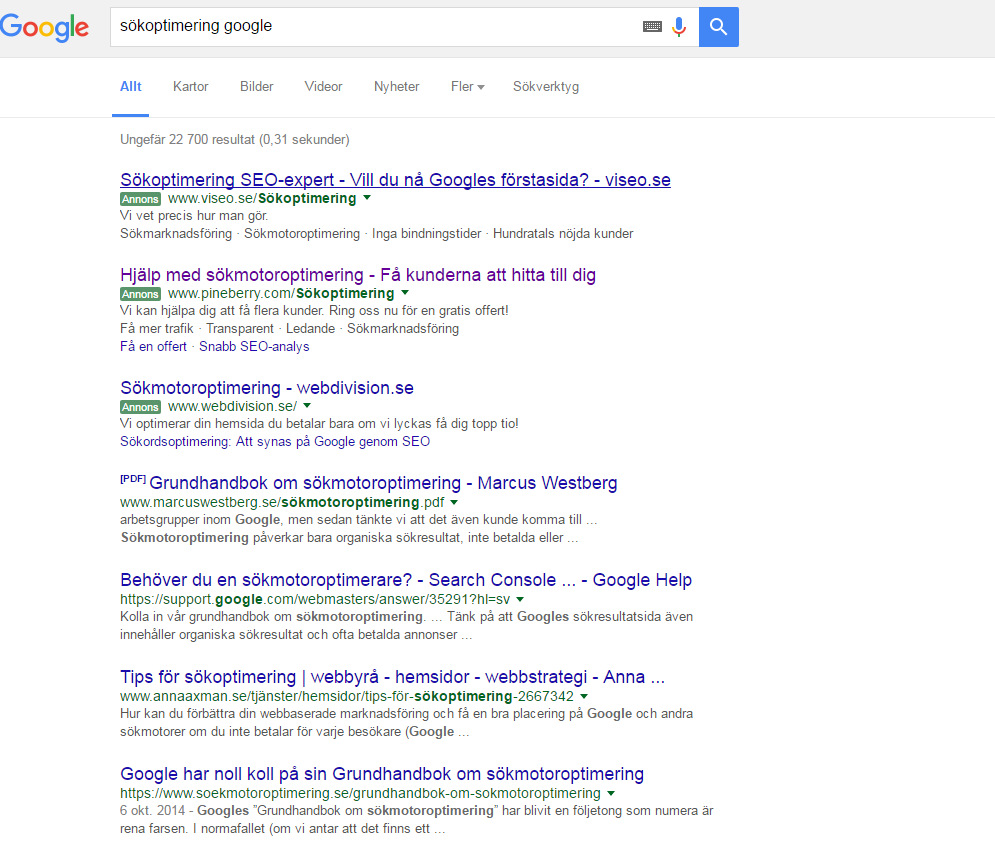 Google
sökoptimering google
Allt Kartor Bilder Videor Nyheter Fler Sökverktyg
Ungefär 22 700 resultat (0,31 sekunder)
Sökoptimering SEO-expert - Vill du nå Googles förstasida? - viseo.se
Annons www.viseo.se/Sökoptimering
Vi vet precis hur man gör.
Sökmarknadsföring · Sökmotoroptimering · Inga bindningstider · Hundratals nöjda kunder
Hjälp med sökmotoroptimering - Få kunderna att hitta till dig
Annons www.pineberry.com/Sökoptimering
Vi kan hjälpa dig att få flera kunder. Ring oss nu för en gratis offert!
Få mer trafik · Transparent · Ledande · Sökmarknadsföring
Få en offert · Snabb SEO-analys
Sökmotoroptimering - webdivision.se
Annons www.webdivision.se/
Vi optimerar din hemsida du betalar bara om vi lyckas få dig topp tio!
Sökordsoptimering: Att synas på Google genom SEO
[PDF] Grundhandbok om sökmotoroptimering - Marcus Westberg
www.marcuswestberg.se/sökmotoroptimering.pdf
arbetsgrupper inom Google, men sedan tänkte vi att det även kunde komma till ...
Sökmotoroptimering påverkar bara organiska sökresultat, inte betalda eller ...
Behöver du en sökmotoroptimerare? - Search Console ... - Google Help
https://support.google.com/webmasters/answer/35291?hl=sv
Kolla in vår grundhandbok om sökmotoroptimering. ... Tänk på att Googles sökresultatsida även
innehåller organiska sökresultat och ofta betalda annonser ...
Tips för sökoptimering | webbyrå - hemsidor - webbstrategi - Anna ...
www.annaaxman.se/tjänster/hemsidor/tips-för-sökoptimering-2667342
Hur kan du förbättra din webbaserade marknadsföring och få en bra placering på Google och andra
sökmotorer om du inte betalar för varje besökare (Google ...
Google har noll koll på sin Grundhandbok om sökmotoroptimering
https://www.soekmotoroptimering.se/grundhandbok-om-sokmotoroptimering
6 okt. 2014 - Googles ”Grundhandbok om sökmotoroptimering” har blivit en följetong som numera är
rena farsen. I normafallet (om vi antar att det finns ett ...